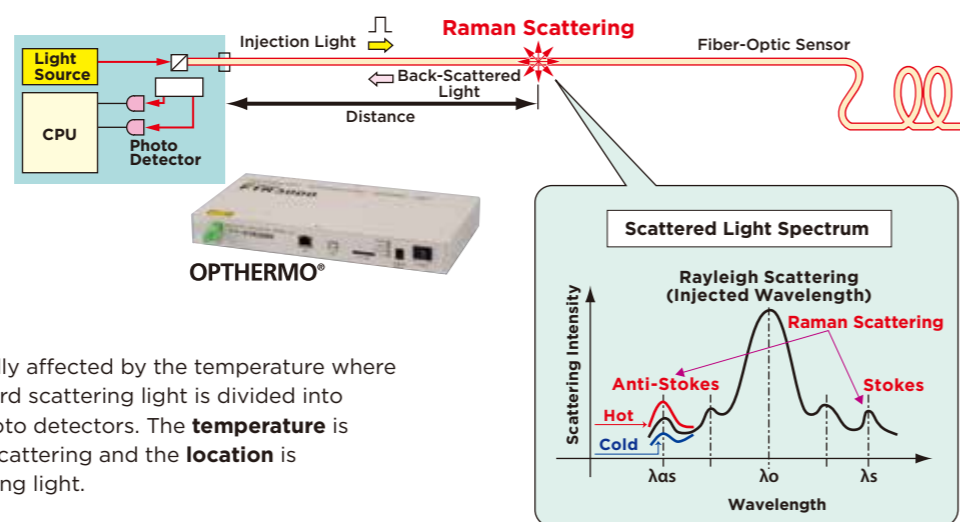 Light
Source
CPU
Photo
Detector
Injection Light
Raman Scattering
Fiber-Optic Sensor
Back-Scattered
Light
Distance
FTR3000
OPTHERMO®
Scattered Light Spectrum
Rayleigh Scattering
(Injected Wavelength)
Raman Scattering
Anti-Stokes
Stokes
Hot
Cold
Scattering Intensity
λas
λo
λs
Wavelength
lly affected by the temperature where
rd scattering light is divided into
oto detectors. The temperature is
scattering and the location is
ng light.